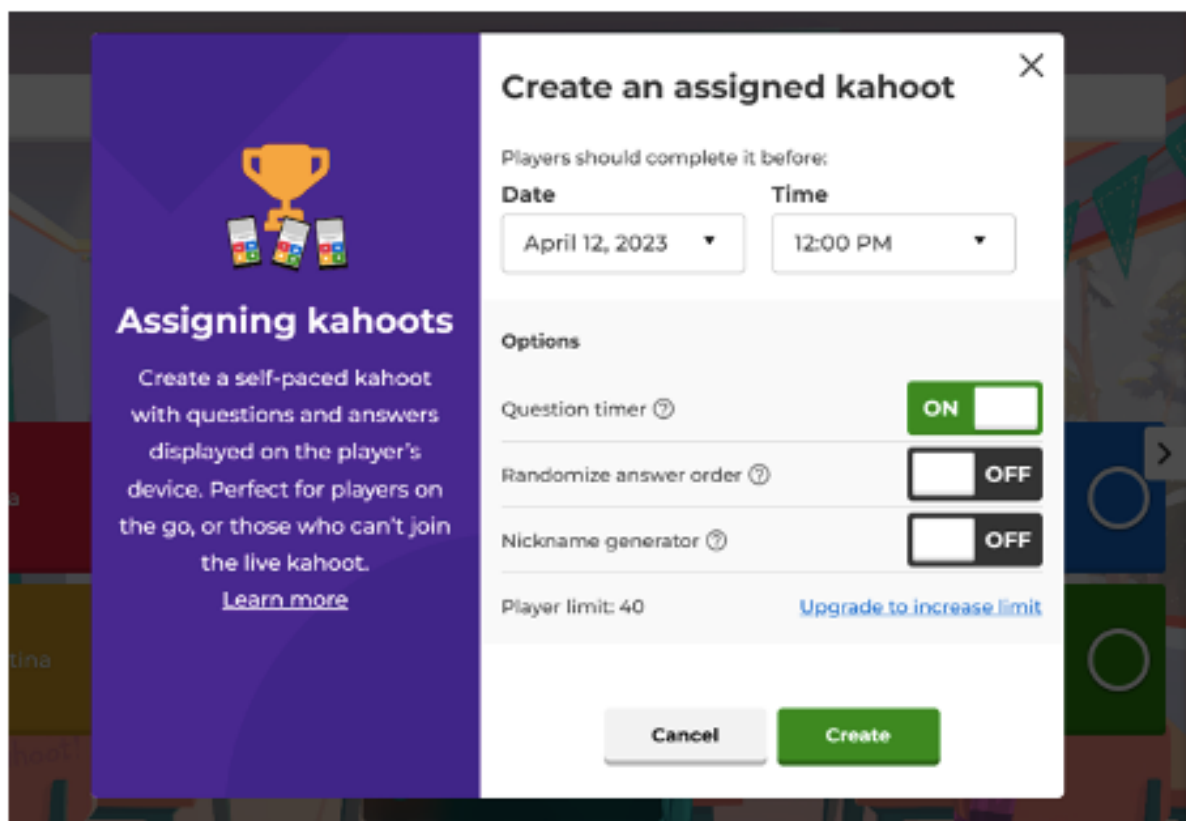 Create an assigned kahoot
Players should complete it before:
Date
Time
April 12, 2023
12:00 PM
Assigning kahoots
Create a self-paced kahoot
with questions and answers
displayed on the player's
device. Perfect for players on
the go, or those who can't join
the live kahoot.
Learn more
Options
Question timer
ON
Randomize answer order
OFF
Nickname generator
OFF
Player limit: 40
Upgrade to increase limit
Cancel
Create
tina